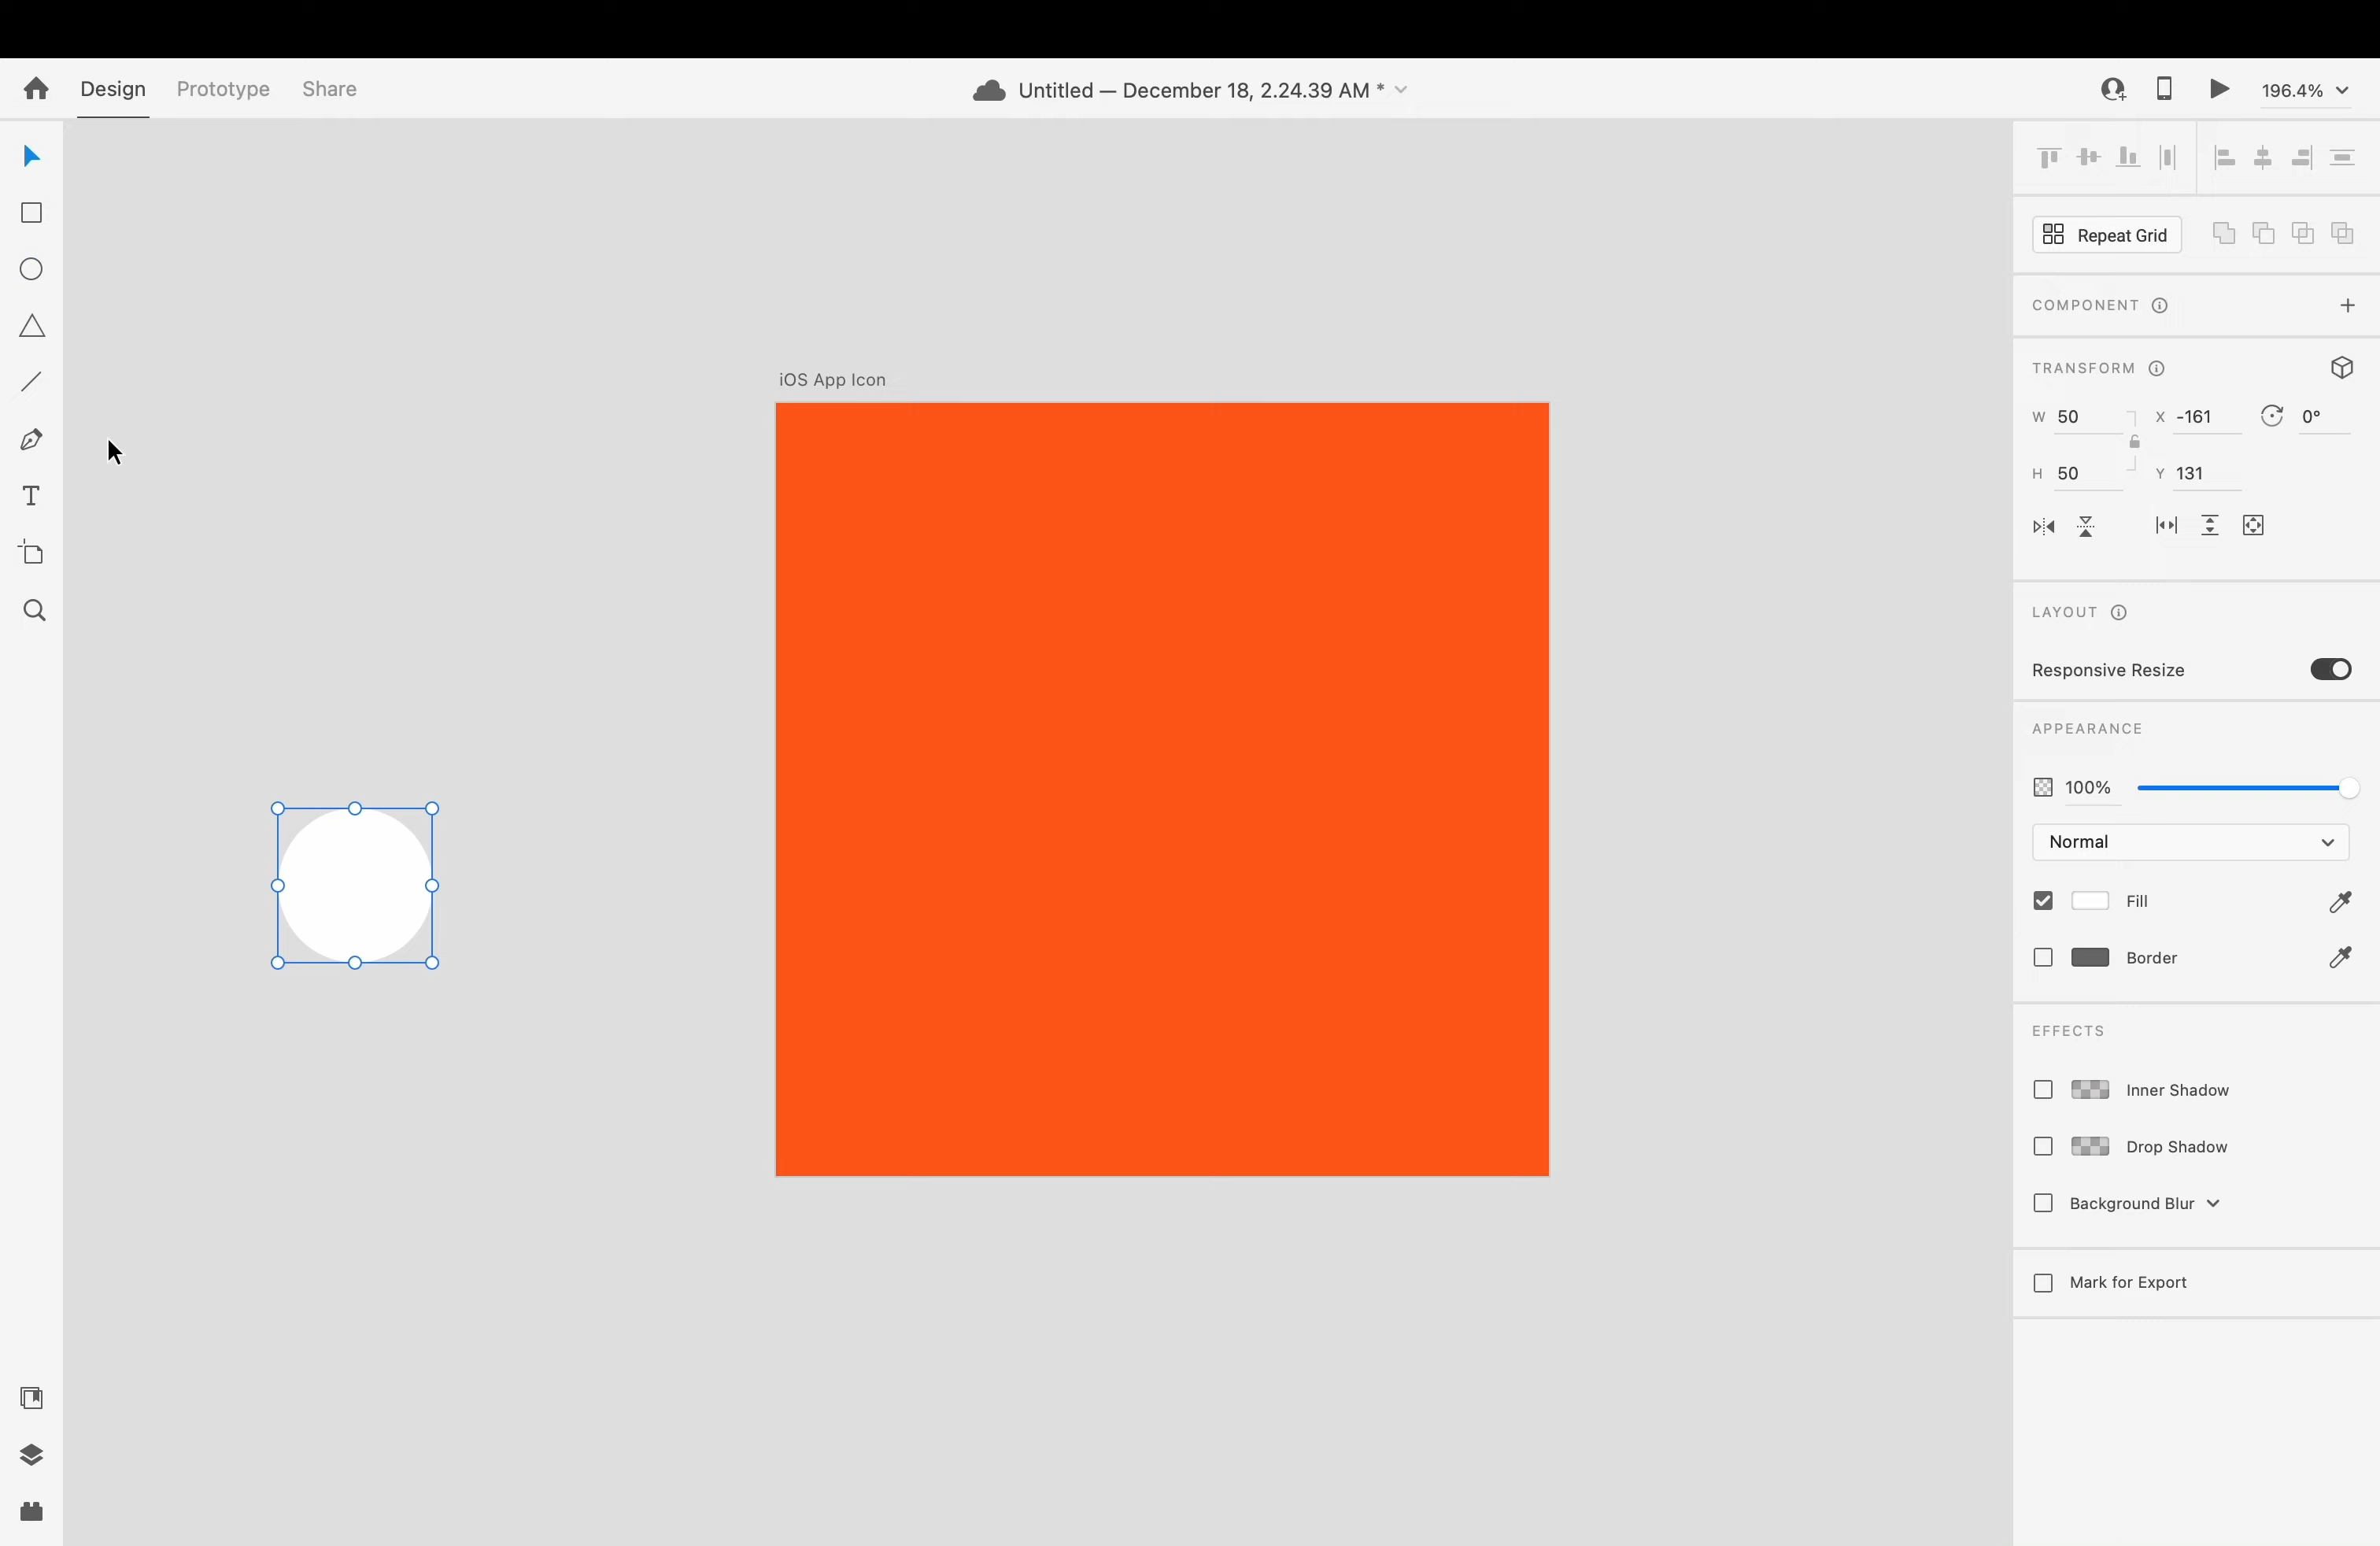 Design Prototype Share Untitled — December 18, 2.24.39 AM * 196.4%
Repeat Grid
COMPONENT
TRANSFORM
W 50 X -161 0°
H 50 Y 131
LAYOUT
Responsive Resize
APPEARANCE
100%
Normal
Fill
Border
EFFECTS
Inner Shadow
Drop Shadow
Background Blur
Mark for Export
iOS App Icon